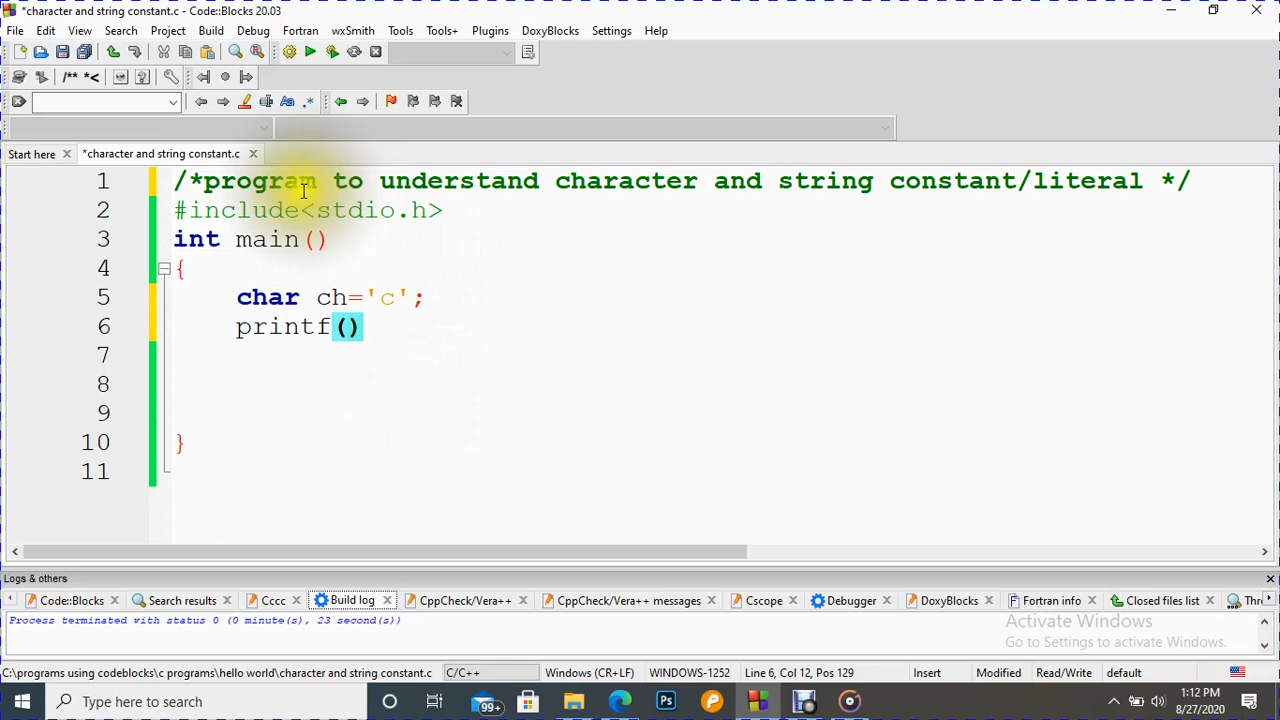 *character and string constant.c - Code::Blocks 20.03
File Edit View Search Project Build Debug Fortran wxSmith Tools Tools+ Plugins DoxyBlocks Settings Help
/** *<
Aa .*
Start here *character and string constant.c
1 /*program to understand character and string constant/literal */
2 #include<stdio.h>
3 int main()
4 {
5 char ch='c';
6 printf()
7
8
9
10 }
11
Logs & others
Code::Blocks Search results Cccc Build log CppCheck/Vera++ CppCheck/Vera++ messages Cscope Debugger DoxyBlocks Fortran info Closed files list Thr
Process terminated with status 0 (0 minute(s), 23 second(s))
Activate Windows
Go to Settings to activate Windows.
C:\programs using codeblocks\c programs\hello world\character and string constant.c C/C++ Windows (CR+LF) WINDOWS-1252 Line 6, Col 12, Pos 129 Insert Modified Read/Write default
Type here to search 99+ Ps 1:12 PM
8/27/2020